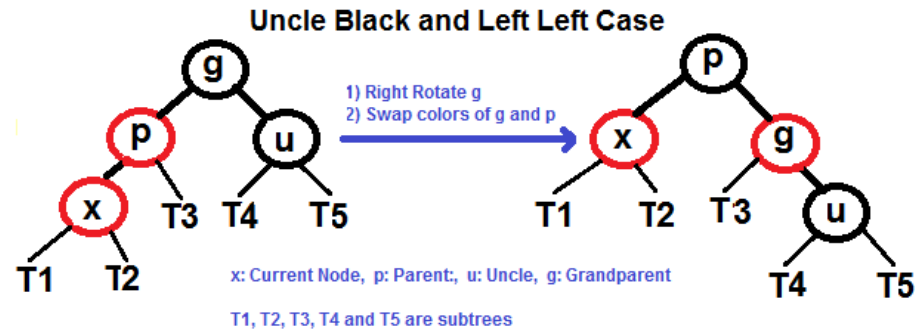 Uncle Black and Left Left Case
g
p
1) Right Rotate g
2) Swap colors of g and p
p
u
x
g
x
T3
T4
T5
T1
T2
T3
u
T1
T2
T4
T5
x: Current Node, p: Parent:, u: Uncle, g: Grandparent
T1, T2, T3, T4 and T5 are subtrees